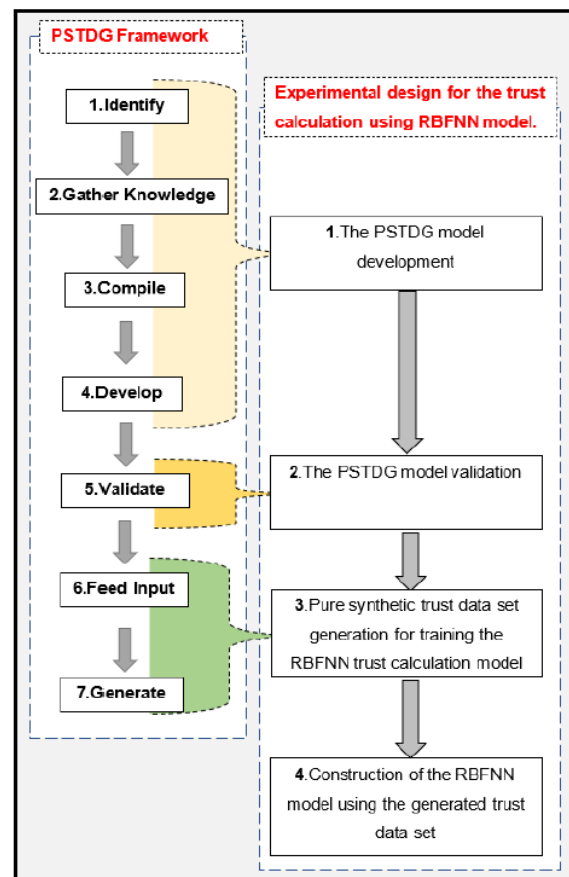 PSTDG Framework
1.Identify
2.Gather Knowledge
3.Compile
4.Develop
5.Validate
6.Feed Input
7.Generate
Experimental design for the trust
calculation using RBFNN model.
1.The PSTDG model
development
2.The PSTDG model validation
3.Pure synthetic trust data set
generation for training the
RBFNN trust calculation model
4.Construction of the RBFNN
model using the generated trust
data set